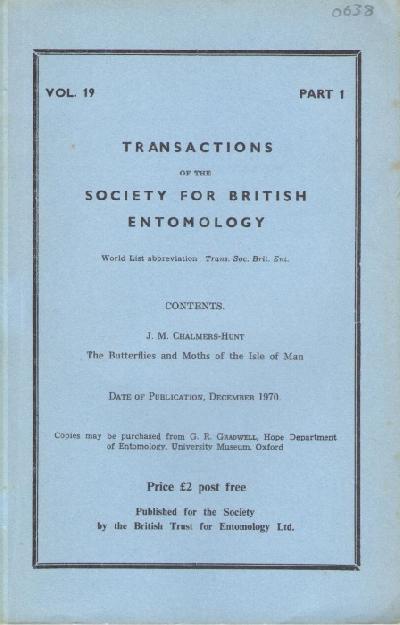 0638
VOL. 19 PART 1
TRANSACTIONS
OF THE
SOCIETY FOR BRITISH
ENTOMOLOGY
World List abbreviation Trans. Soc. Brit. Ent.
CONTENTS.
J. M. CHALMERS-HUNT
The Butterflies and Moths of the Isle of Man
DATE OF PUBLICATION, DECEMBER 1970.
Copies may be purchased from G. R. GRADWELL, Hope Department
of Entomology, University Museum, Oxford
Price £2 post free
Published for the Society
by the British Trust for Entomology Ltd.